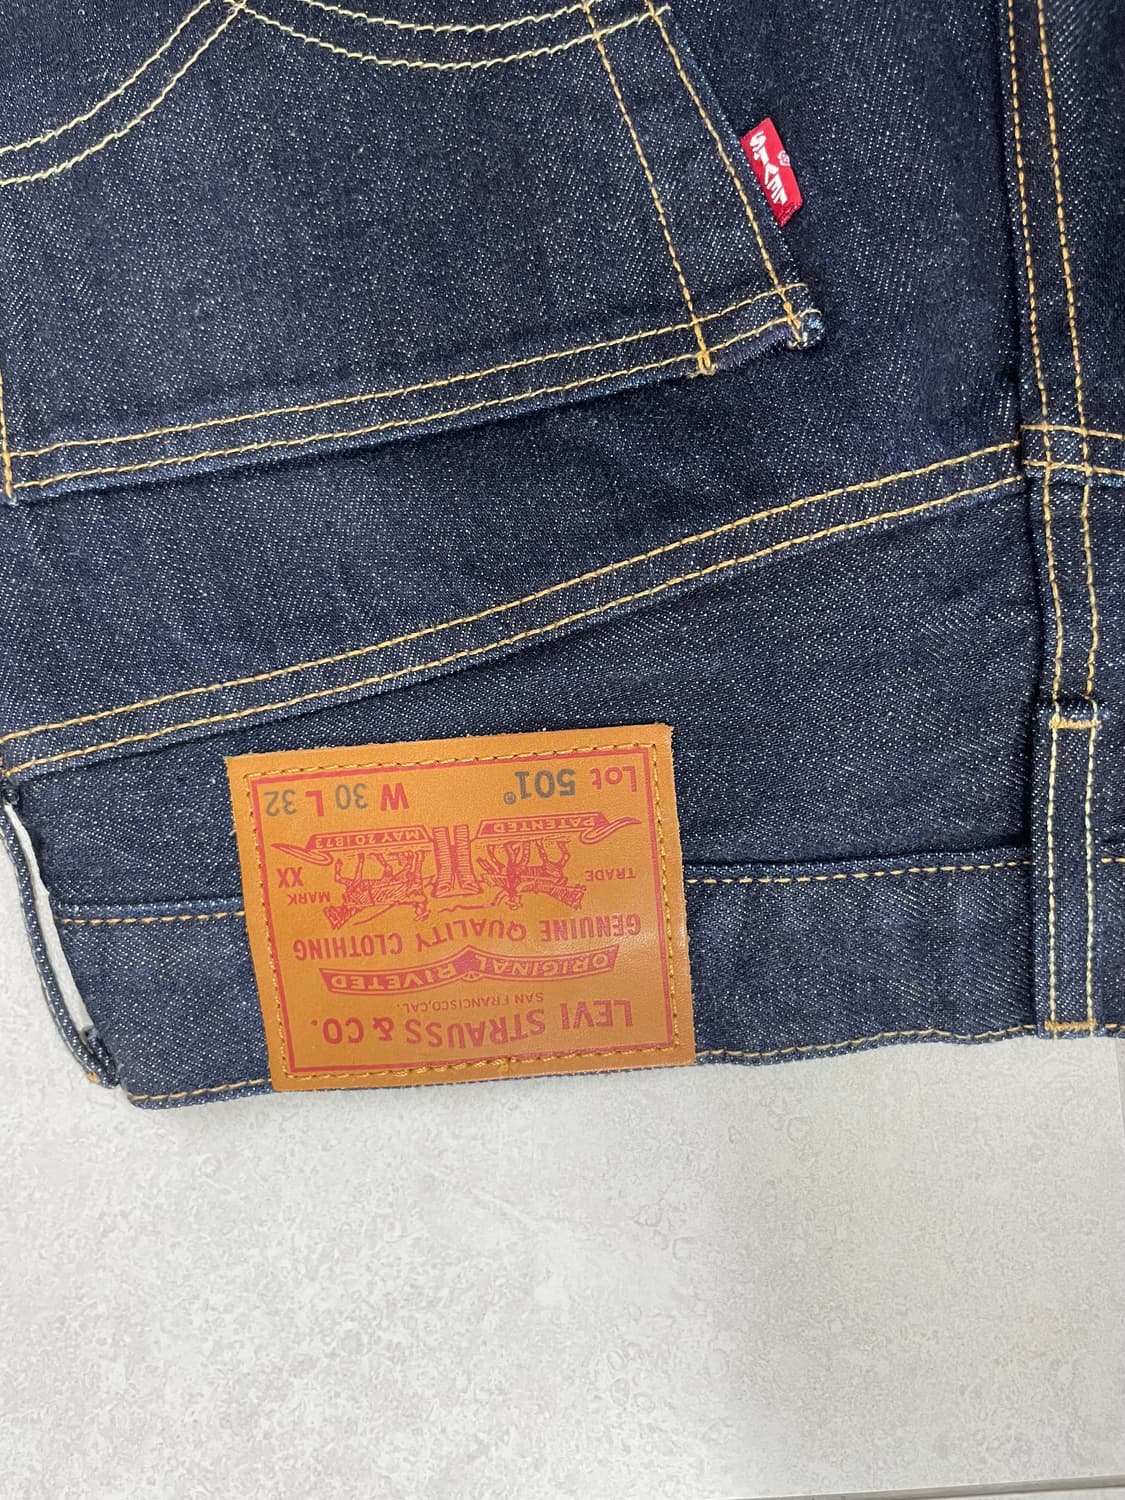 LEVI STRAUSS & CO.
SAN FRANCISCO, CAL.
ORIGINAL RIVETED
GENUINE QUALITY CLOTHING
TRADE MARK
XX
PATENTED MAY 20 1873
Lot 501® W 30 L 32
LEVI'S ®